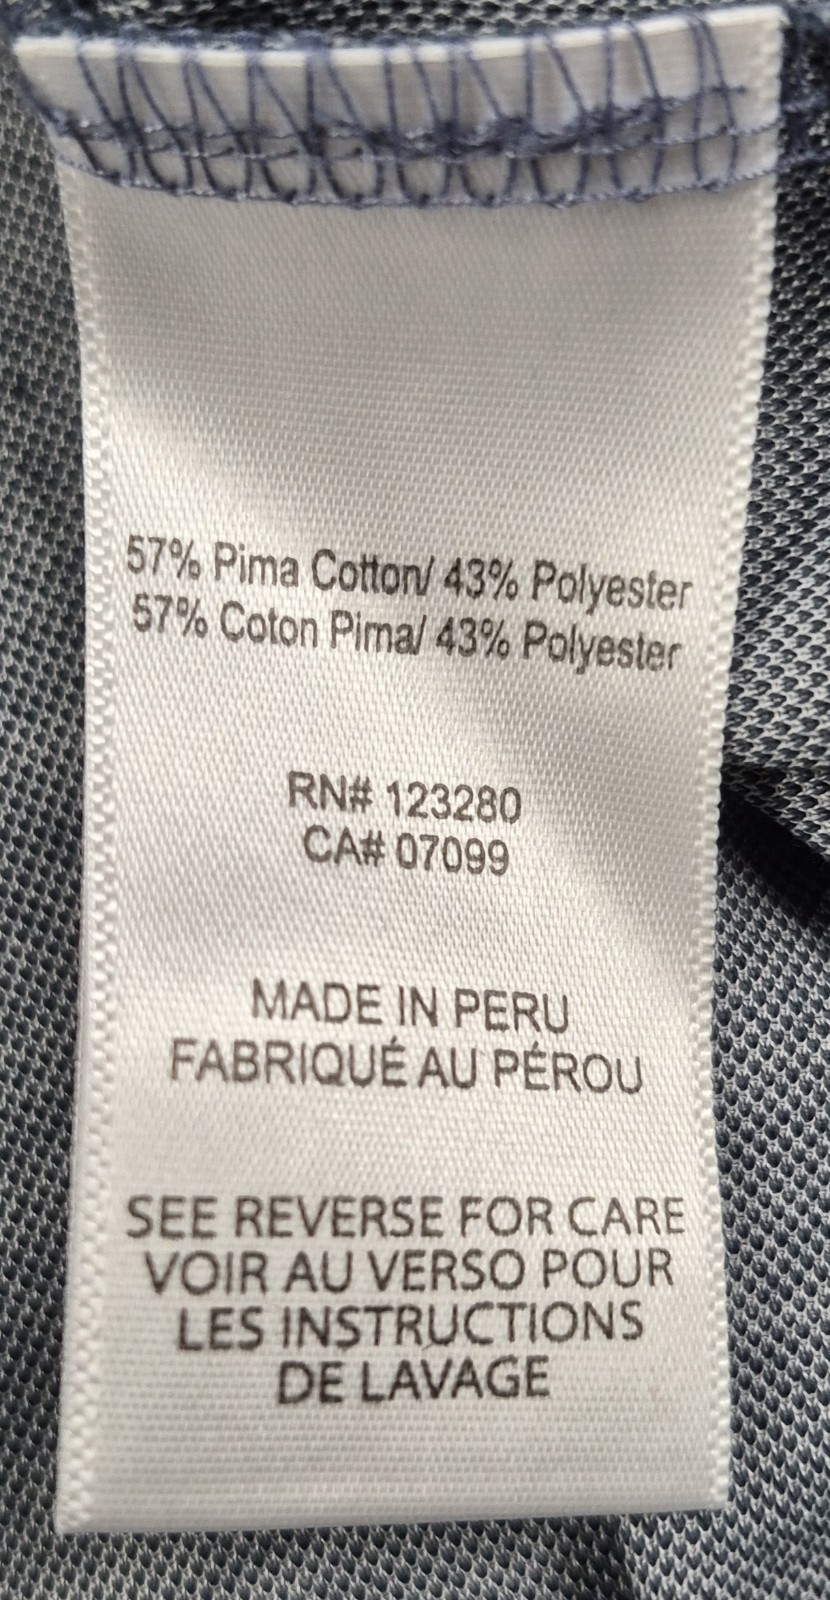 57% Pima Cotton/ 43% Polyester
57% Coton Pima/ 43% Polyester
RN# 123280
CA# 07099
MADE IN PERU
FABRIQUÉ AU PÉROU
SEE REVERSE FOR CARE
VOIR AU VERSO POUR
LES INSTRUCTIONS
DE LAVAGE